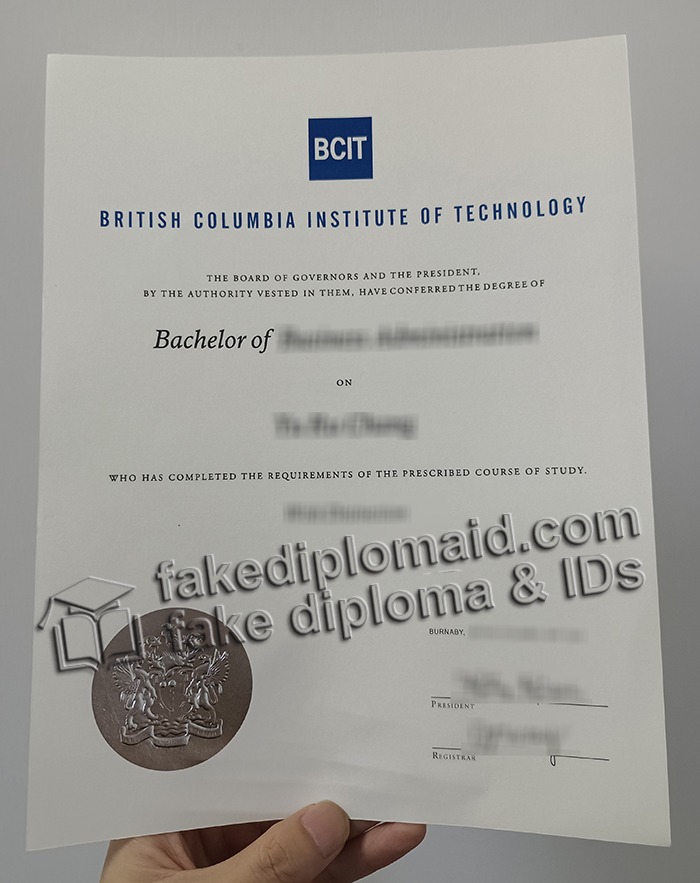 BCIT
BRITISH COLUMBIA INSTITUTE OF TECHNOLOGY
THE BOARD OF GOVERNORS AND THE PRESIDENT,
BY THE AUTHORITY VESTED IN THEM, HAVE CONFERRED THE DEGREE OF
Bachelor of
ON
WHO HAS COMPLETED THE REQUIREMENTS OF THE PRESCRIBED COURSE OF STUDY.
fakediplomaid.com
fake diploma & IDs
BURNABY,
PRESIDENT
REGISTRAR